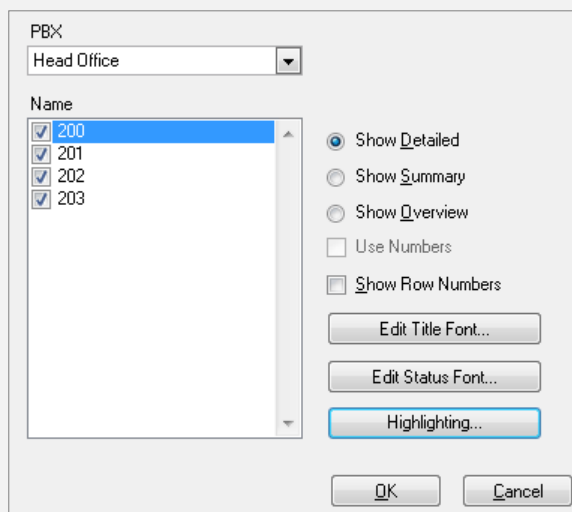 PBX
Head Office
Name
200
201
202
203
Show Detailed
Show Summary
Show Overview
Use Numbers
Show Row Numbers
Edit Title Font...
Edit Status Font...
Highlighting...
OK
Cancel